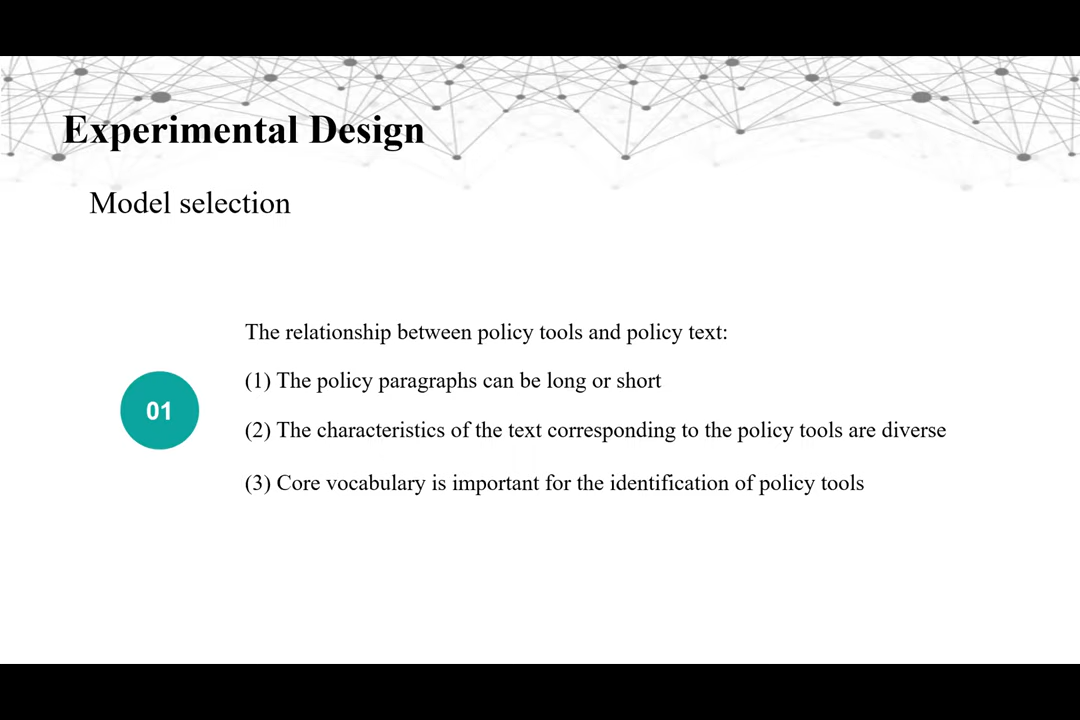 Experimental Design
Model selection
The relationship between policy tools and policy text:
(1) The policy paragraphs can be long or short
01
(2) The characteristics of the text corresponding to the policy tools are diverse
(3) Core vocabulary is important for the identification of policy tools